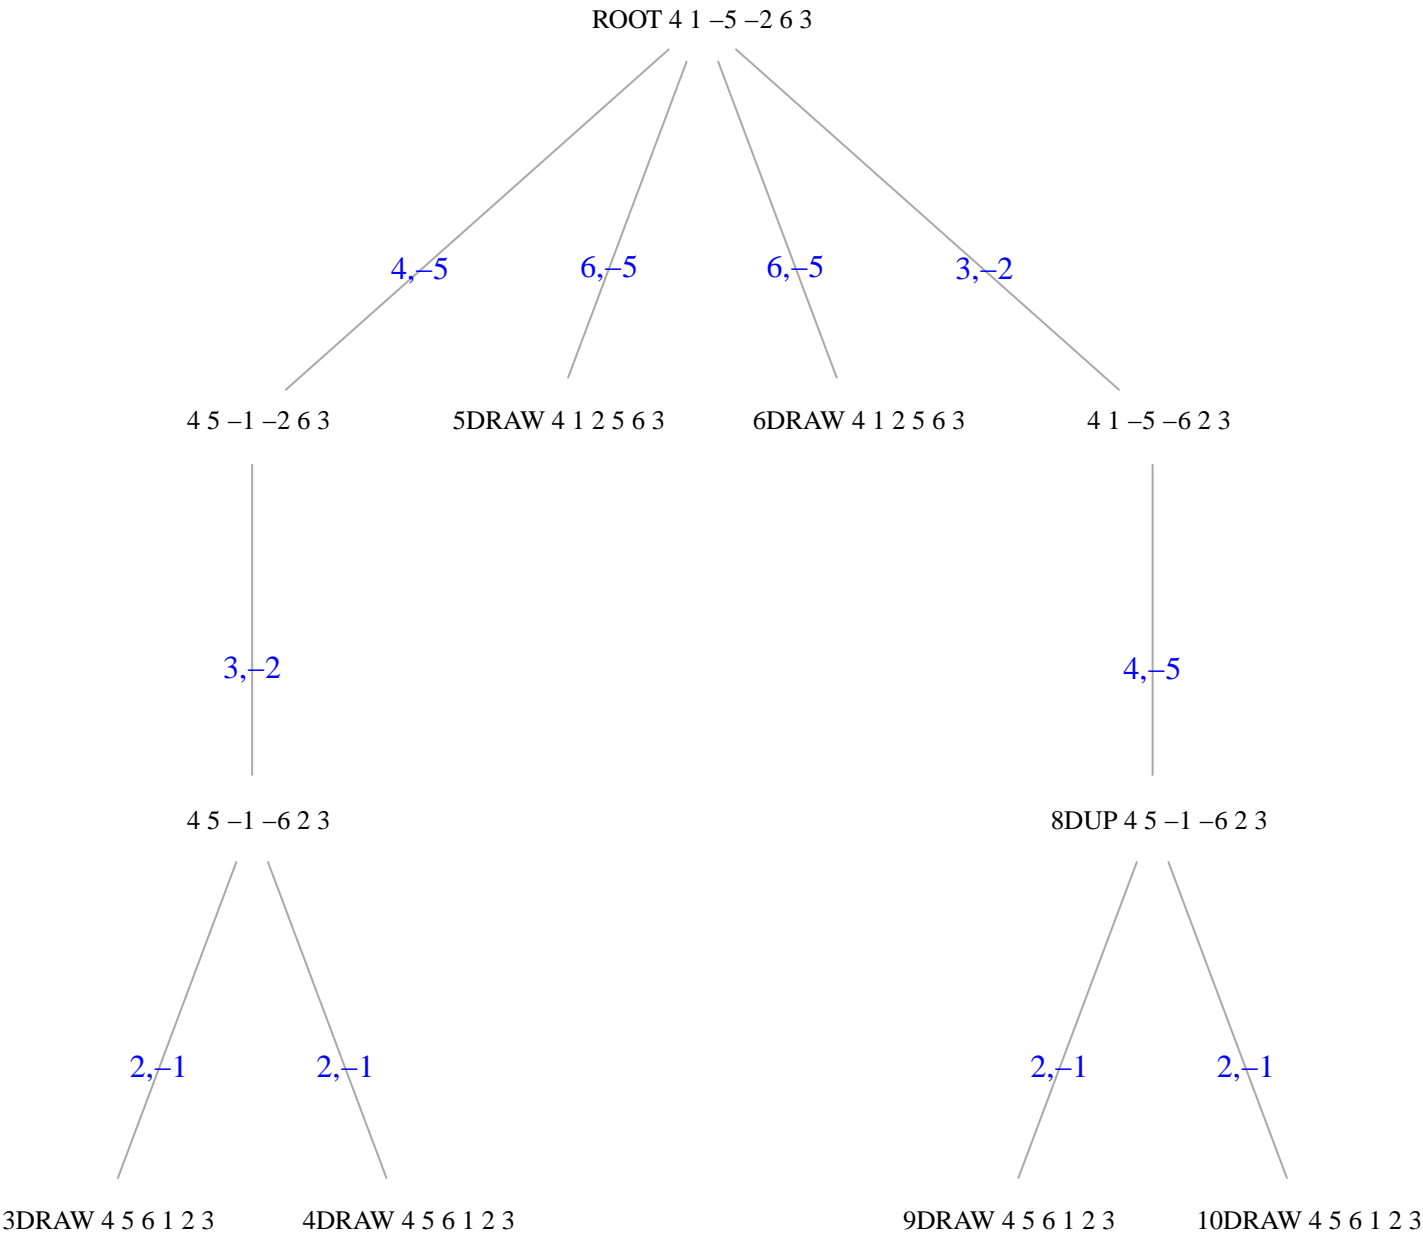 ROOT 4 1 –5 –2 6 3
4,–5
6,–5
6,–5
3,–2
4 5 –1 –2 6 3
5DRAW 4 1 2 5 6 3
6DRAW 4 1 2 5 6 3
4 1 –5 –6 2 3
3,–2
4,–5
4 5 –1 –6 2 3
8DUP 4 5 –1 –6 2 3
2,–1
2,–1
2,–1
2,–1
3DRAW 4 5 6 1 2 3
4DRAW 4 5 6 1 2 3
9DRAW 4 5 6 1 2 3
10DRAW 4 5 6 1 2 3